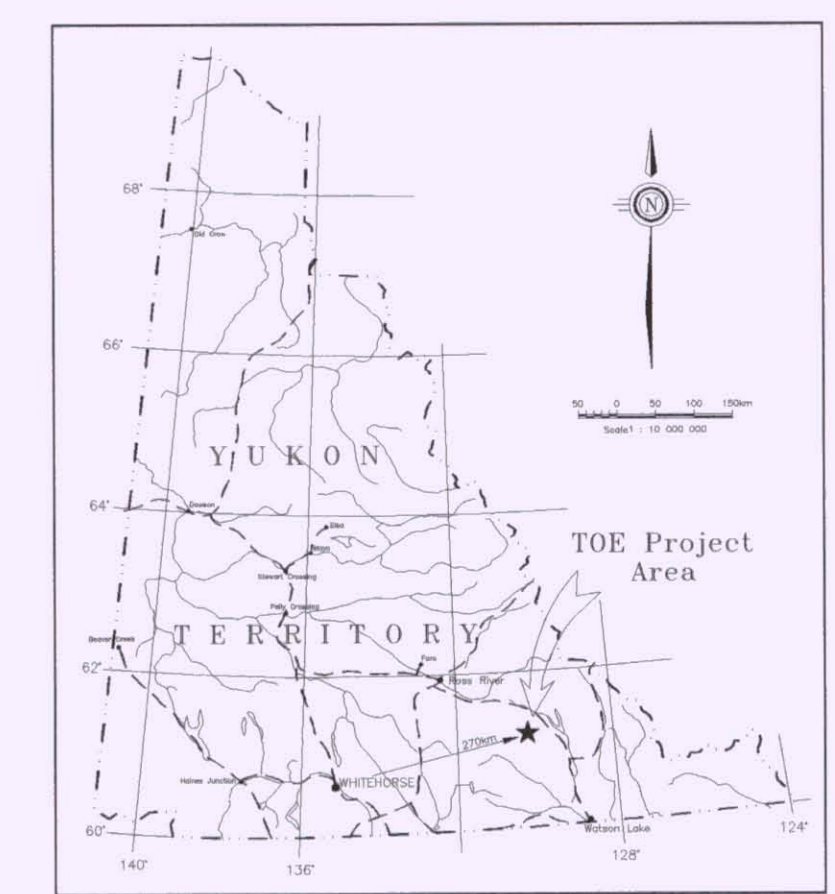 68°
Old Crow
N
66°
50 0 50 100 150km
Scale 1 : 10 000 000
YUKON
64°
Dawson
Elsa
Mayo
TOE Project
Area
Stewart Crossing
Pelly Crossing
TERRITORY
Beaver Creek
Faro
62°
Ross River
270km
Haines Junction
WHITEHORSE
Watson Lake
60°
140°
136°
128°
124°